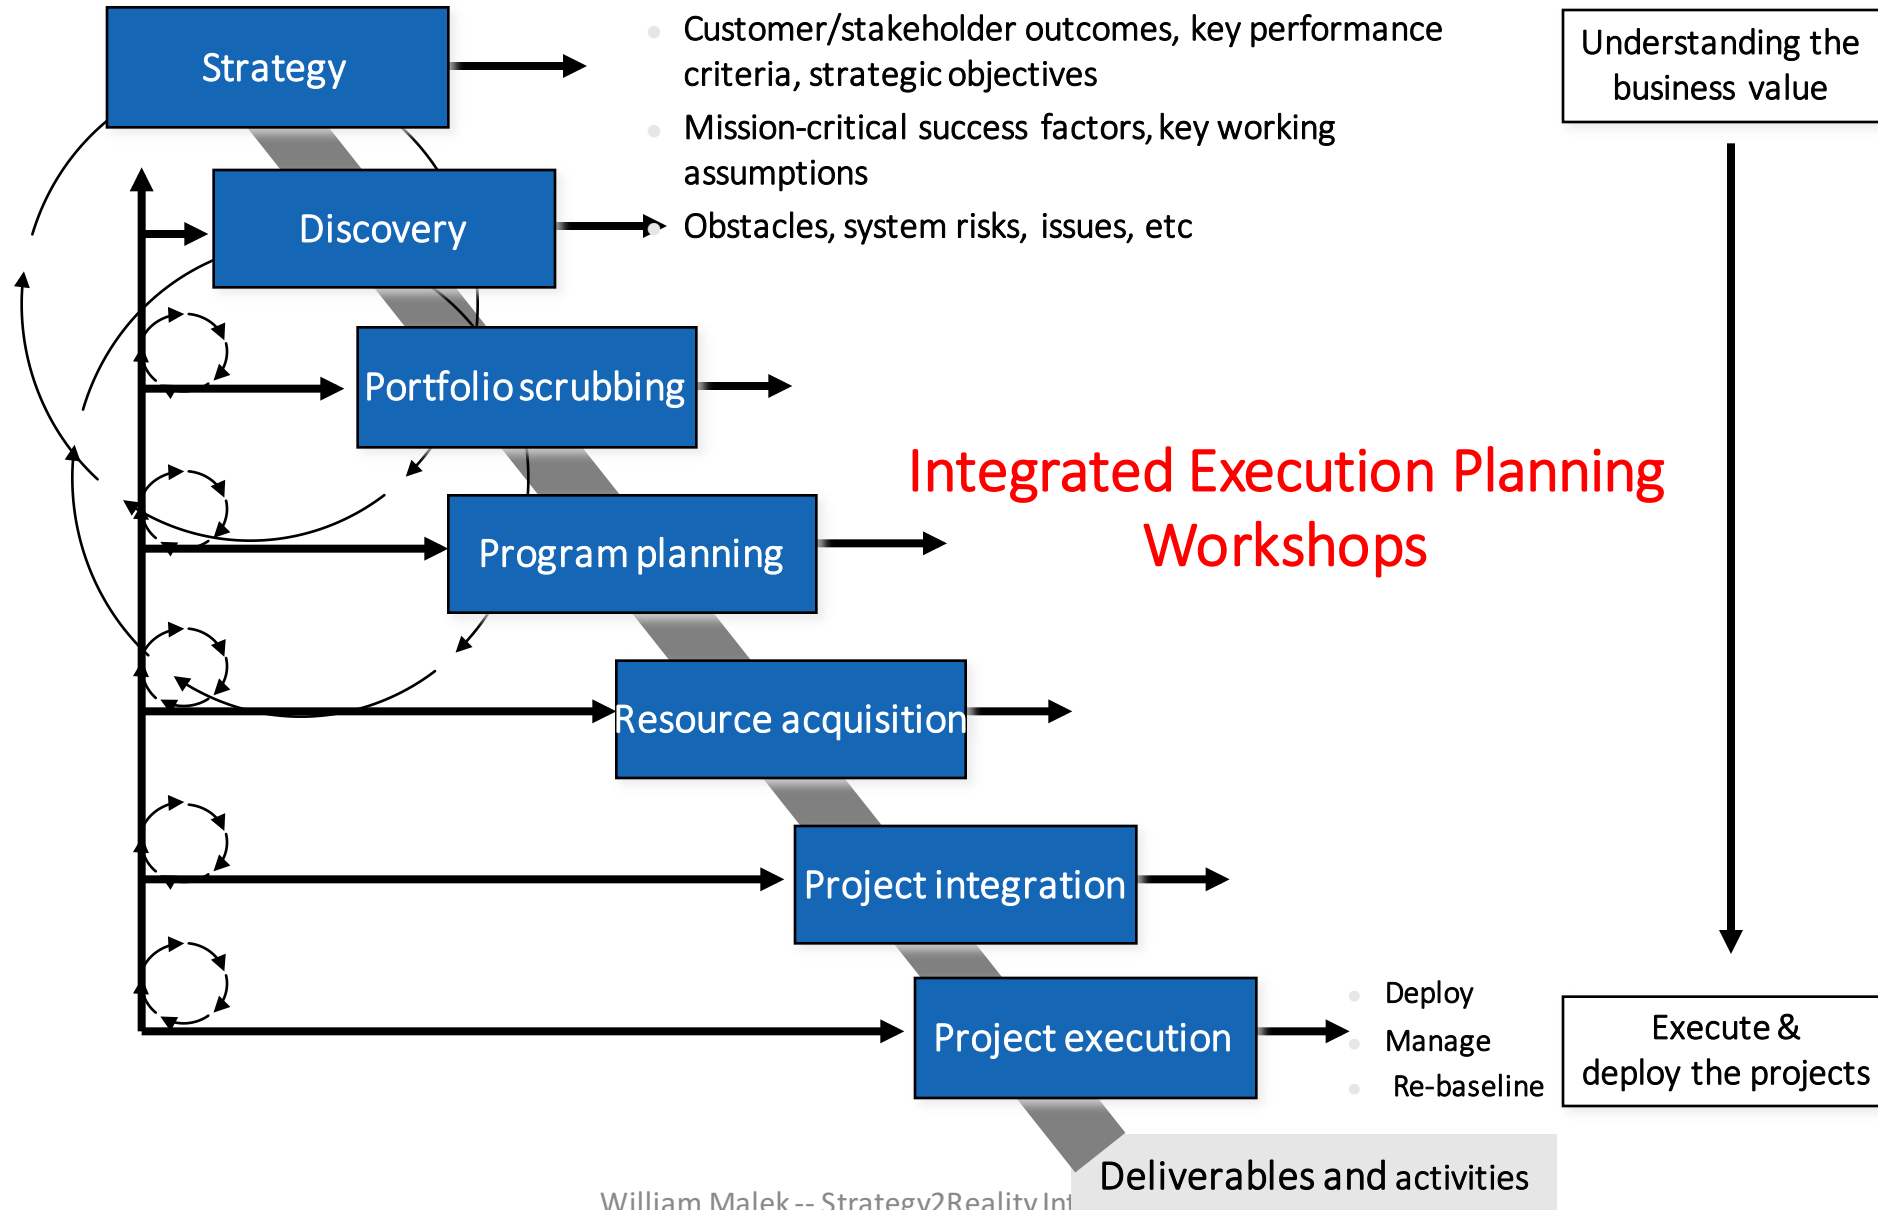 Strategy
Customer/stakeholder outcomes, key performance
criteria, strategic objectives
Mission-critical success factors, key working
assumptions
Understanding the
business value
Discovery
Obstacles, system risks, issues, etc
Portfolio scrubbing
Integrated Execution Planning
Workshops
Program planning
Resource acquisition
Project integration
Project execution
Deploy
Manage
Re-baseline
Execute &
deploy the projects
Deliverables and activities
William Malek -- Strategy2Reality